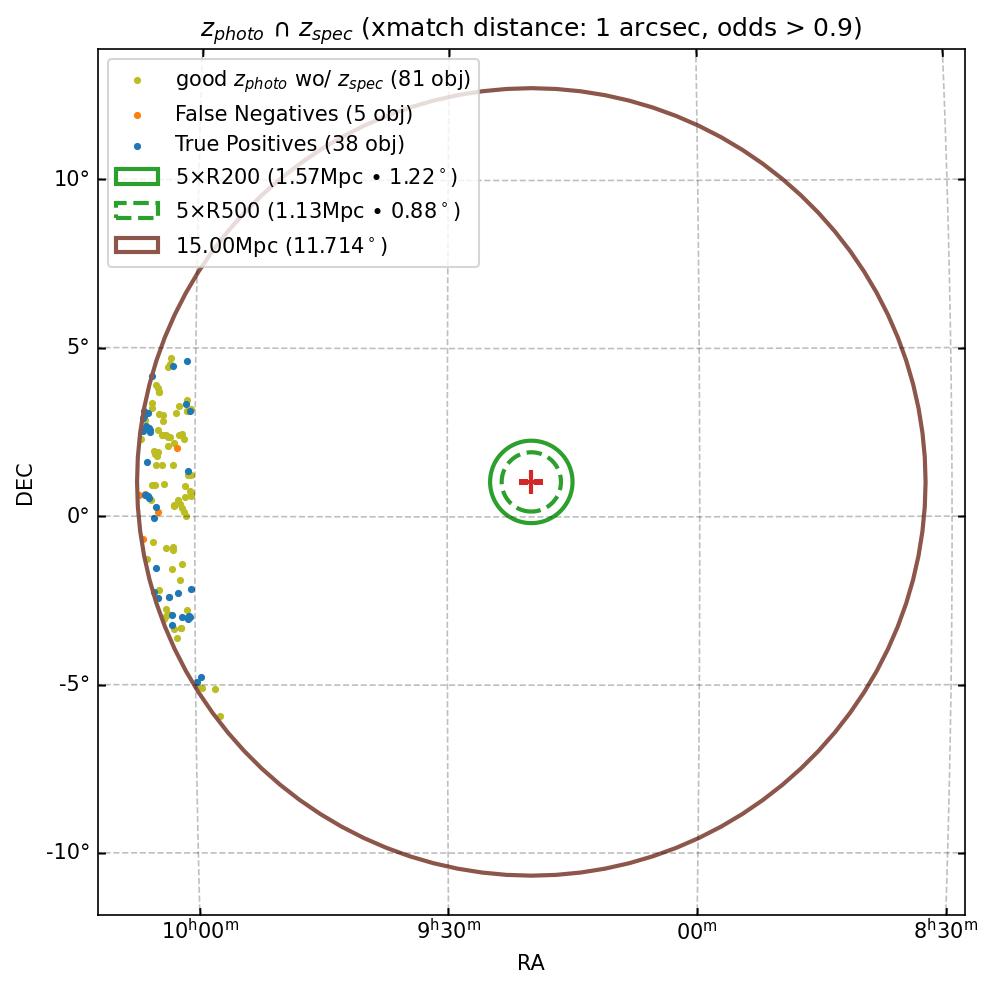 z_photo ∩ z_spec (xmatch distance: 1 arcsec, odds > 0.9)
good z_photo wo/ z_spec (81 obj)
False Negatives (5 obj)
True Positives (38 obj)
5×R200 (1.57Mpc • 1.22°)
5×R500 (1.13Mpc • 0.88°)
15.00Mpc (11.714°)
10°
5°
0°
-5°
-10°
DEC
10ʰ00ᵐ 9ʰ30ᵐ 00ᵐ 8ʰ30ᵐ
RA